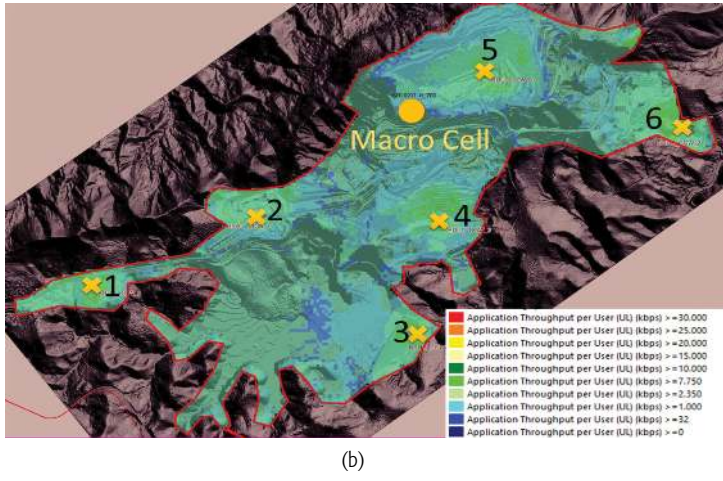 5
6
Macro Cell
2
4
1
3
Application Throughput per User (UL) (kbps) >=30.000
Application Throughput per User (UL) (kbps) >=25.000
Application Throughput per User (UL) (kbps) >=20.000
Application Throughput per User (UL) (kbps) >=15.000
Application Throughput per User (UL) (kbps) >=10.000
Application Throughput per User (UL) (kbps) >=7.750
Application Throughput per User (UL) (kbps) >=2.350
Application Throughput per User (UL) (kbps) >=1.000
Application Throughput per User (UL) (kbps) >=32
Application Throughput per User (UL) (kbps) >=0
(b)